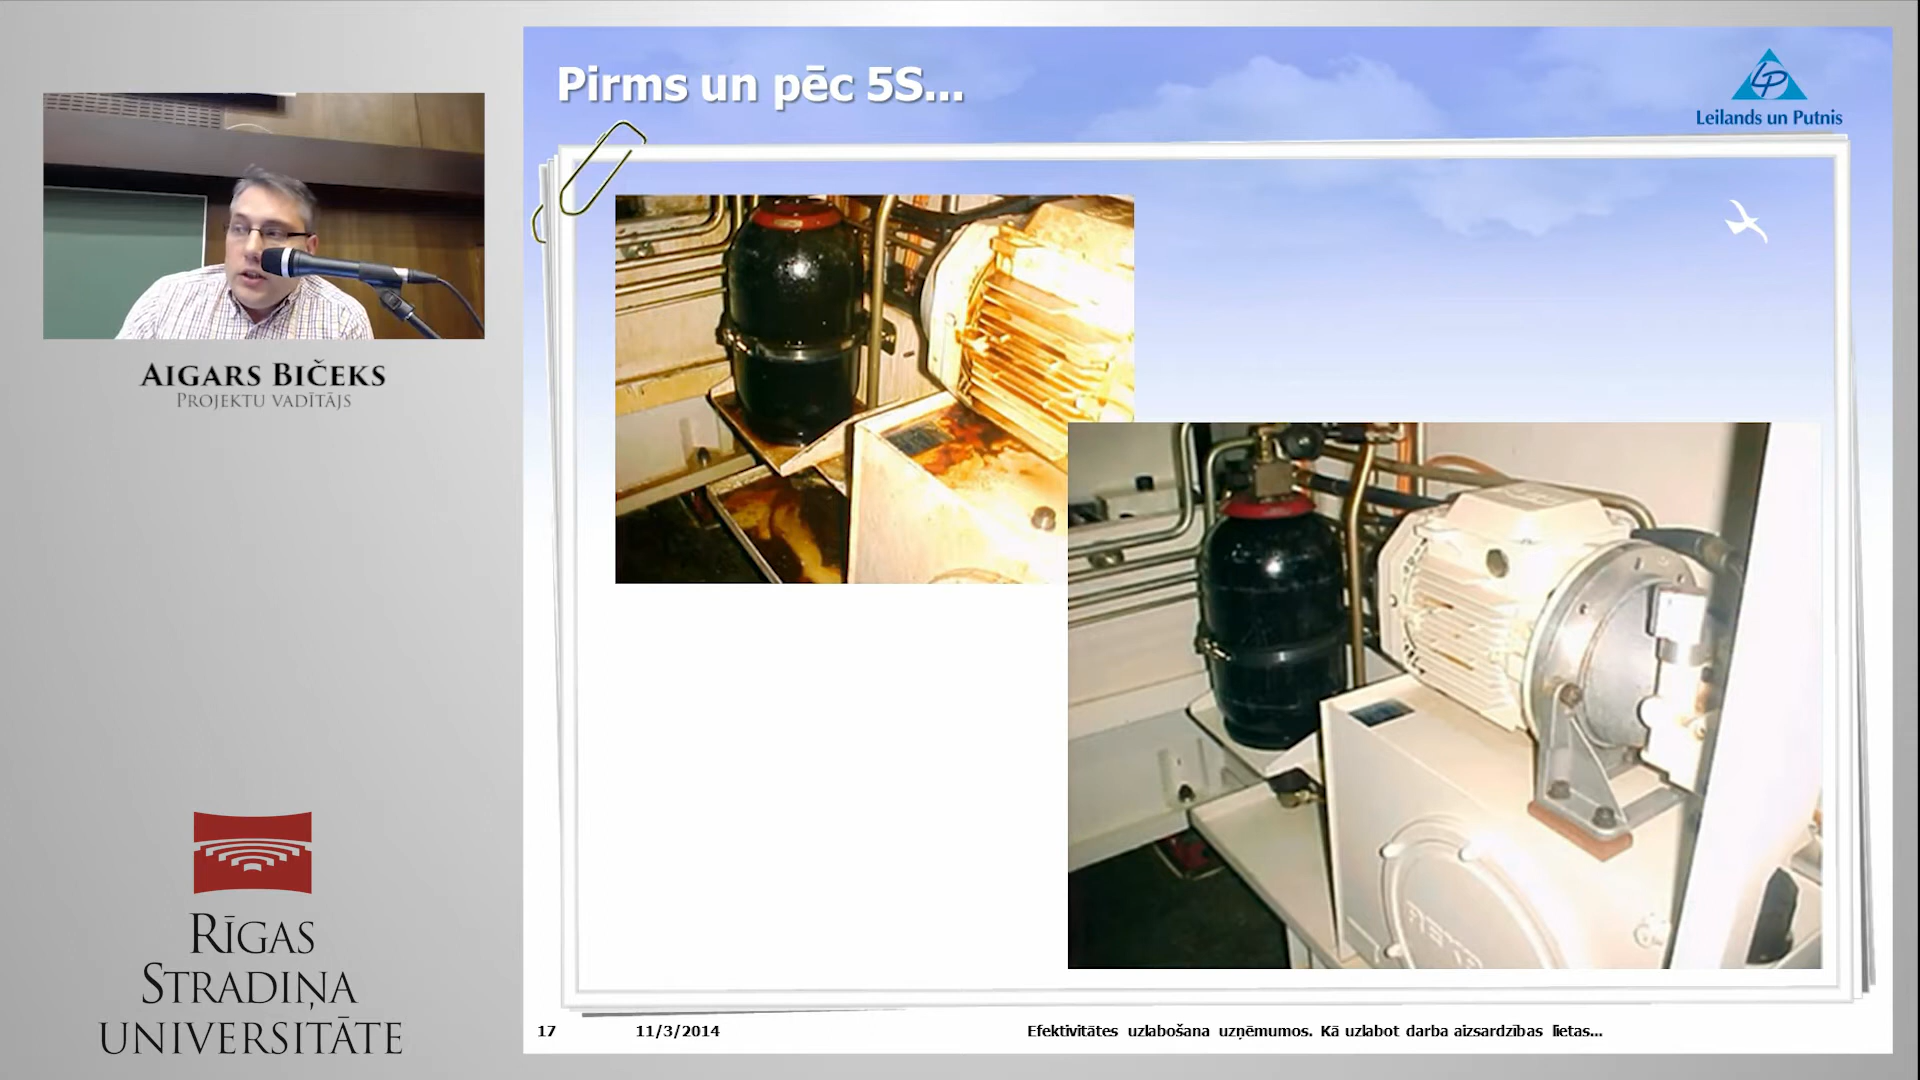 Pirms un pēc 5S...
LP
Leilands un Putnis
AIGARS BIČEKS
PROJEKTU VADĪTĀJS
RĪGAS
STRADIŅA
UNIVERSITĀTE
17 11/3/2014 Efektivitātes uzlabošana uzņēmumos. Kā uzlabot darba aizsardzības lietas...